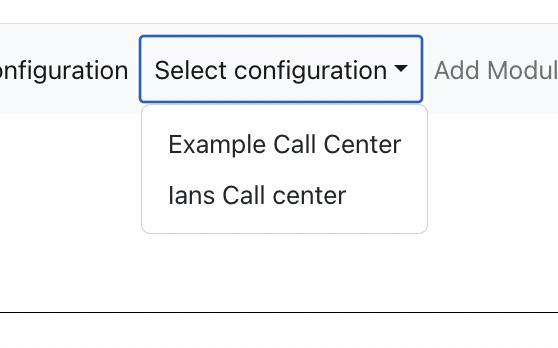 onfiguration Select configuration Add Modul
Example Call Center
Ians Call center